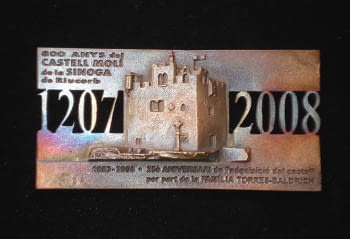 800 ANYS del
CASTELL MOLÍ
de la SINOGA
de Riucorb
1207 2008
1983-2008 • 25è ANIVERSARI de l'adquisició del castell
per part de la FAMÍLIA TORRES-BALDRICH